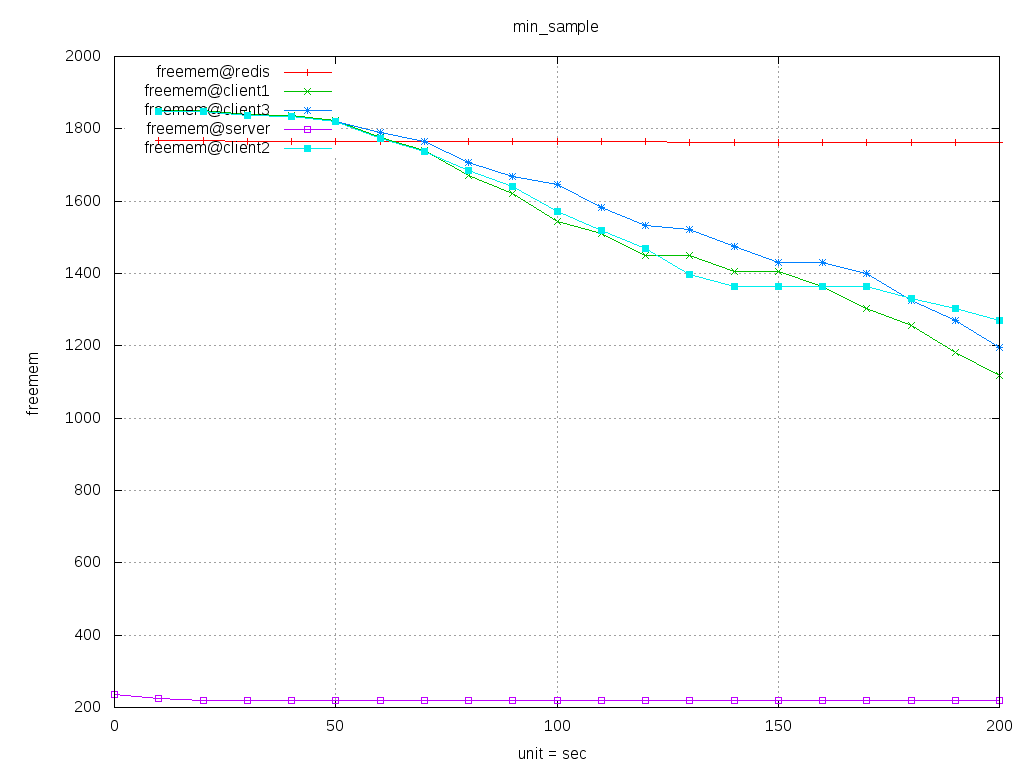 min_sample
2000
1800
1600
1400
1200
1000
800
600
400
200
freemem
freemem@redis
freemem@client1
freemem@client3
freemem@server
freemem@client2
0 50 100 150 200
unit = sec